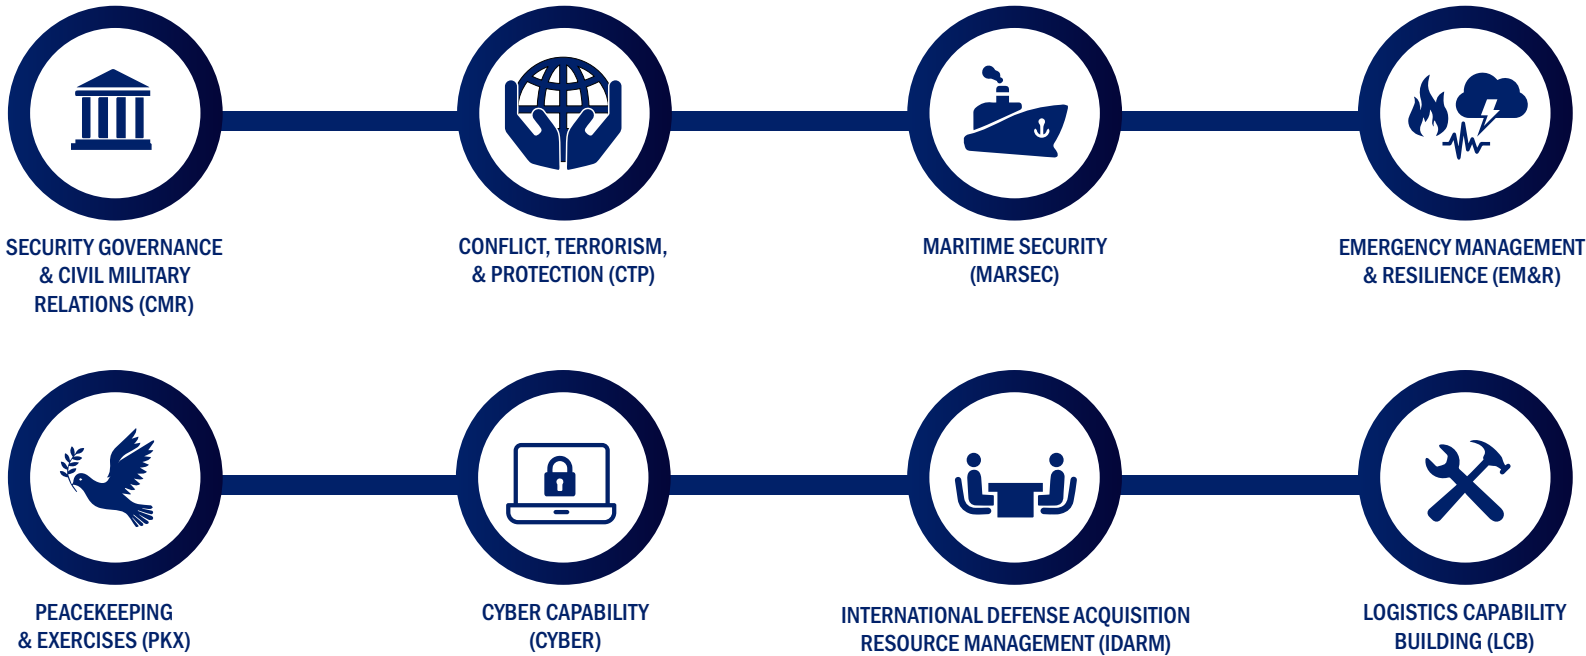 SECURITY GOVERNANCE
& CIVIL MILITARY
RELATIONS (CMR)
CONFLICT, TERRORISM,
& PROTECTION (CTP)
MARITIME SECURITY
(MARSEC)
EMERGENCY MANAGEMENT
& RESILIENCE (EM&R)
PEACEKEEPING
& EXERCISES (PKX)
CYBER CAPABILITY
(CYBER)
INTERNATIONAL DEFENSE ACQUISITION
RESOURCE MANAGEMENT (IDARM)
LOGISTICS CAPABILITY
BUILDING (LCB)